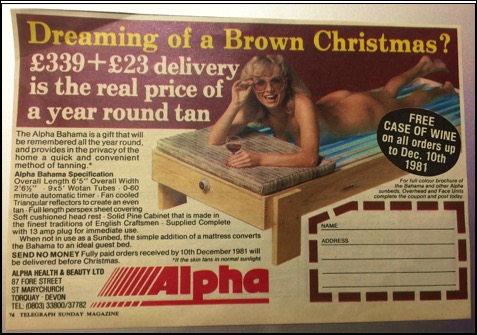 Dreaming of a Brown Christmas?
£339+£23 delivery
is the real price of
a year round tan
The Alpha Bahama is a gift that will
be remembered all the year round,
and provides in the privacy of the
home a quick and convenient
method of tanning.*
Alpha Bahama Specification
Overall Length 6'5" Overall Width
2'6½" · 9x5' Wotan Tubes · 0-60
minute automatic timer · Fan cooled
Triangular reflectors to create an even
tan · Full length perspex sheet covering
Soft cushioned head rest · Solid Pine Cabinet that is made in
the finest traditions of English Craftsmen · Supplied Complete
with 13 amp plug for immediate use.
When not in use as a Sunbed, the simple addition of a mattress converts
the Bahama to an ideal guest bed.
SEND NO MONEY Fully paid orders received by 10th December 1981 will
be delivered before Christmas.
*if the skin tans in normal sunlight
ALPHA HEALTH & BEAUTY LTD
87 FORE STREET
ST MARYCHURCH
TORQUAY · DEVON
TEL: (0803) 33800/37782
Alpha
FREE
CASE OF WINE
on all orders up
to Dec. 10th
1981
For full colour brochure of
the Bahama and other Alpha
sunbeds, Overhead and Face Units
complete the coupon and post today.
NAME
ADDRESS
74 TELEGRAPH SUNDAY MAGAZINE